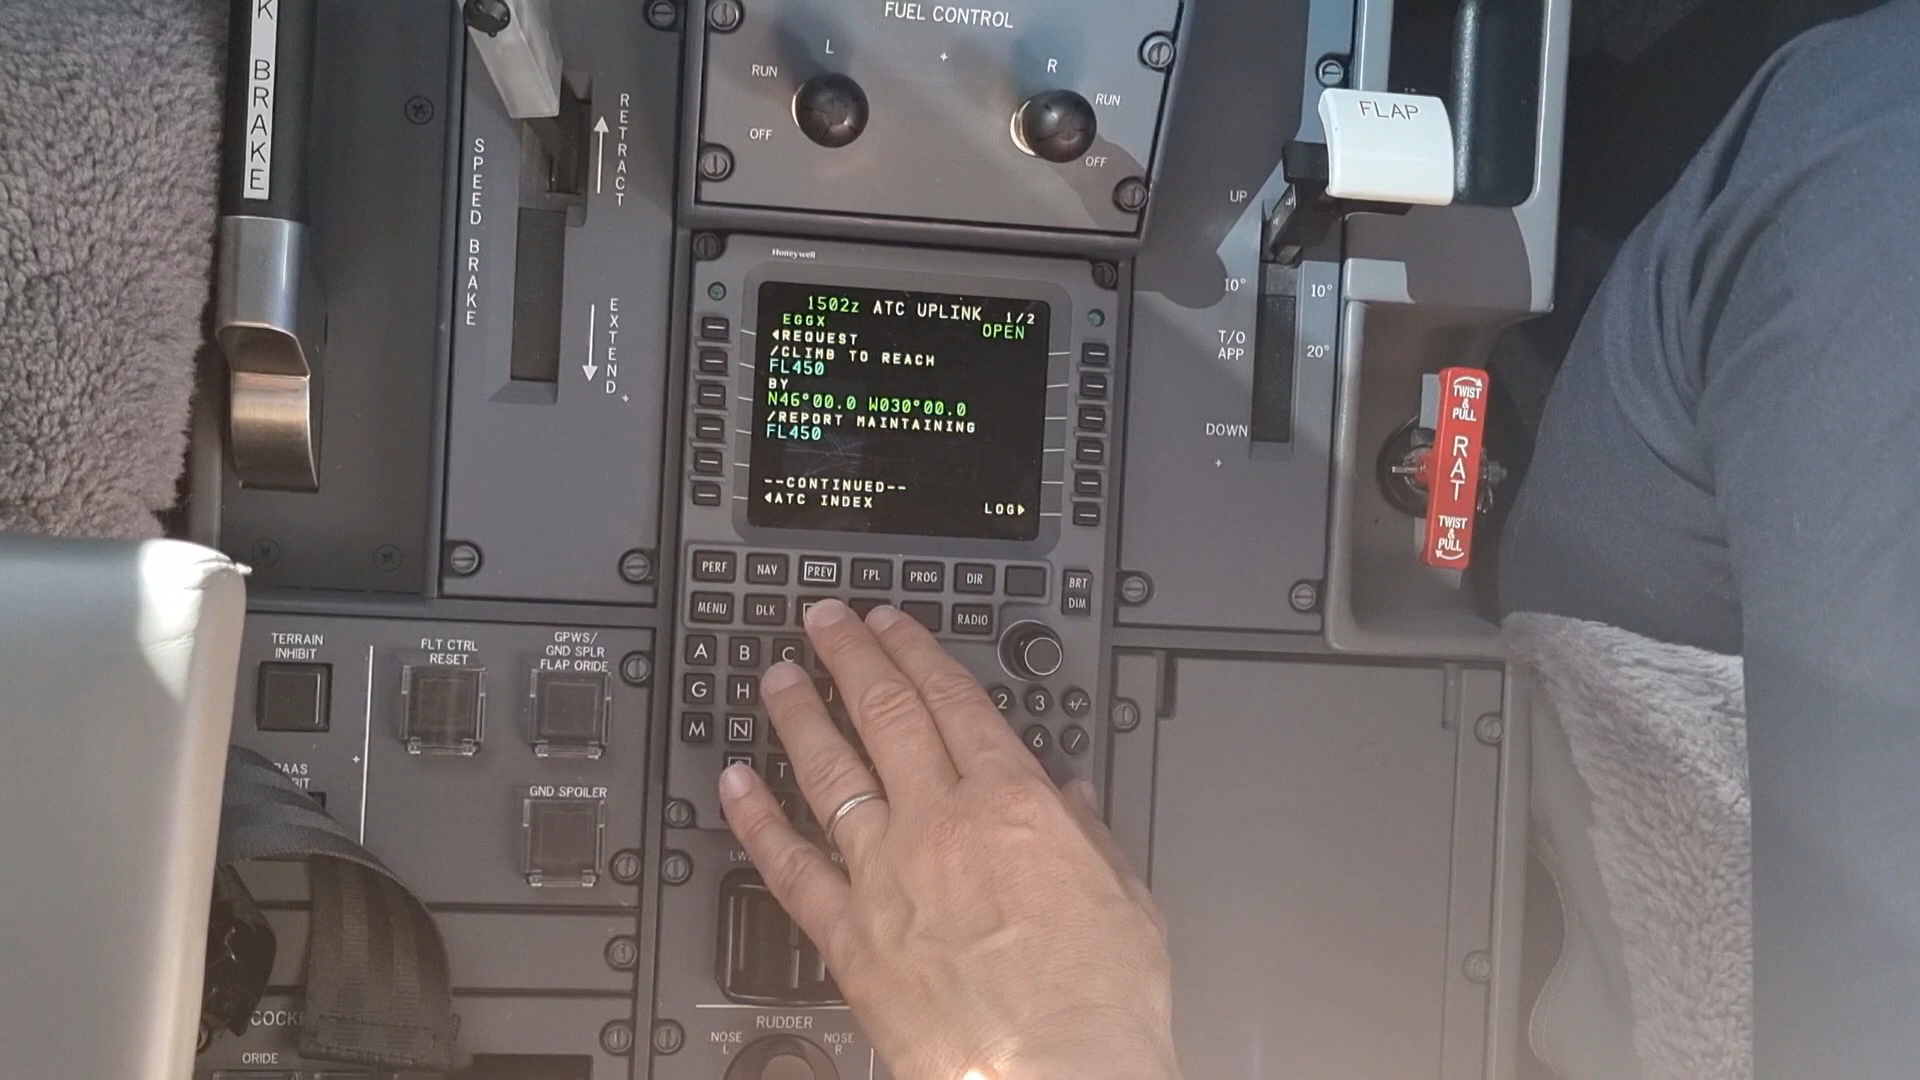 K BRAKE
SPEED BRAKE
RETRACT
EXTEND
FUEL CONTROL
L
R
RUN
OFF
RUN
OFF
FLAP
UP
10°
10°
T/O
APP
20°
DOWN
TWIST
&
PULL
RAT
TWIST
&
PULL
Honeywell
1502z ATC UPLINK 1/2
EGGX OPEN
◀REQUEST
/CLIMB TO REACH
FL450
BY
N46°00.0 W030°00.0
/REPORT MAINTAINING
FL450
--CONTINUED--
◀ATC INDEX
LOG▶
PERF NAV PREV FPL PROG DIR
BRT
DIM
MENU DLK RADIO
A B C
G H J
M N
T
2 3 +/-
6 /
TERRAIN
INHIBIT
FLT CTRL
RESET
GPWS/
GND SPLR
FLAP ORIDE
GND SPOILER
RUDDER
NOSE
L
NOSE
R
ORIDE